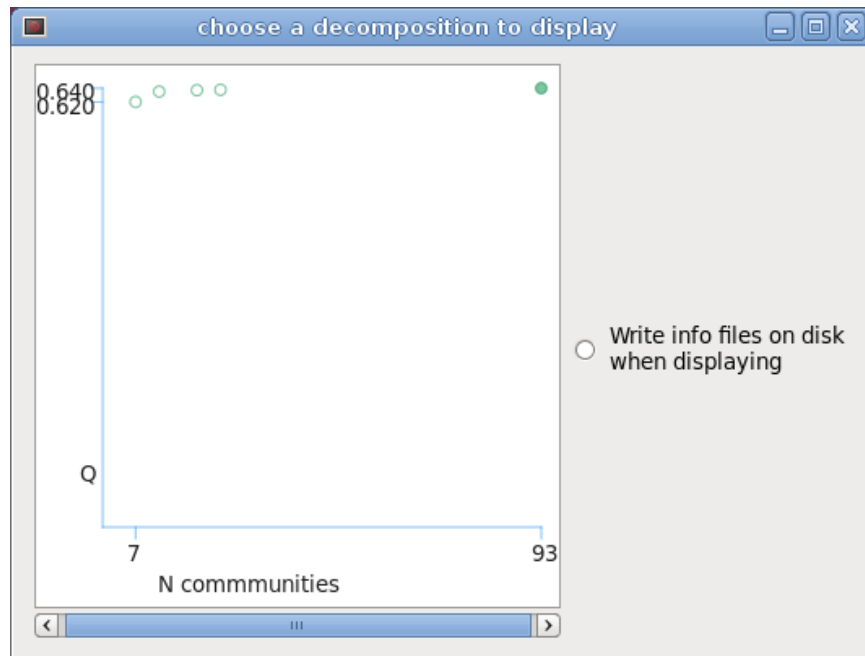 choose a decomposition to display
0.640
0.620
Write info files on disk
when displaying
Q
7
93
N commmunities